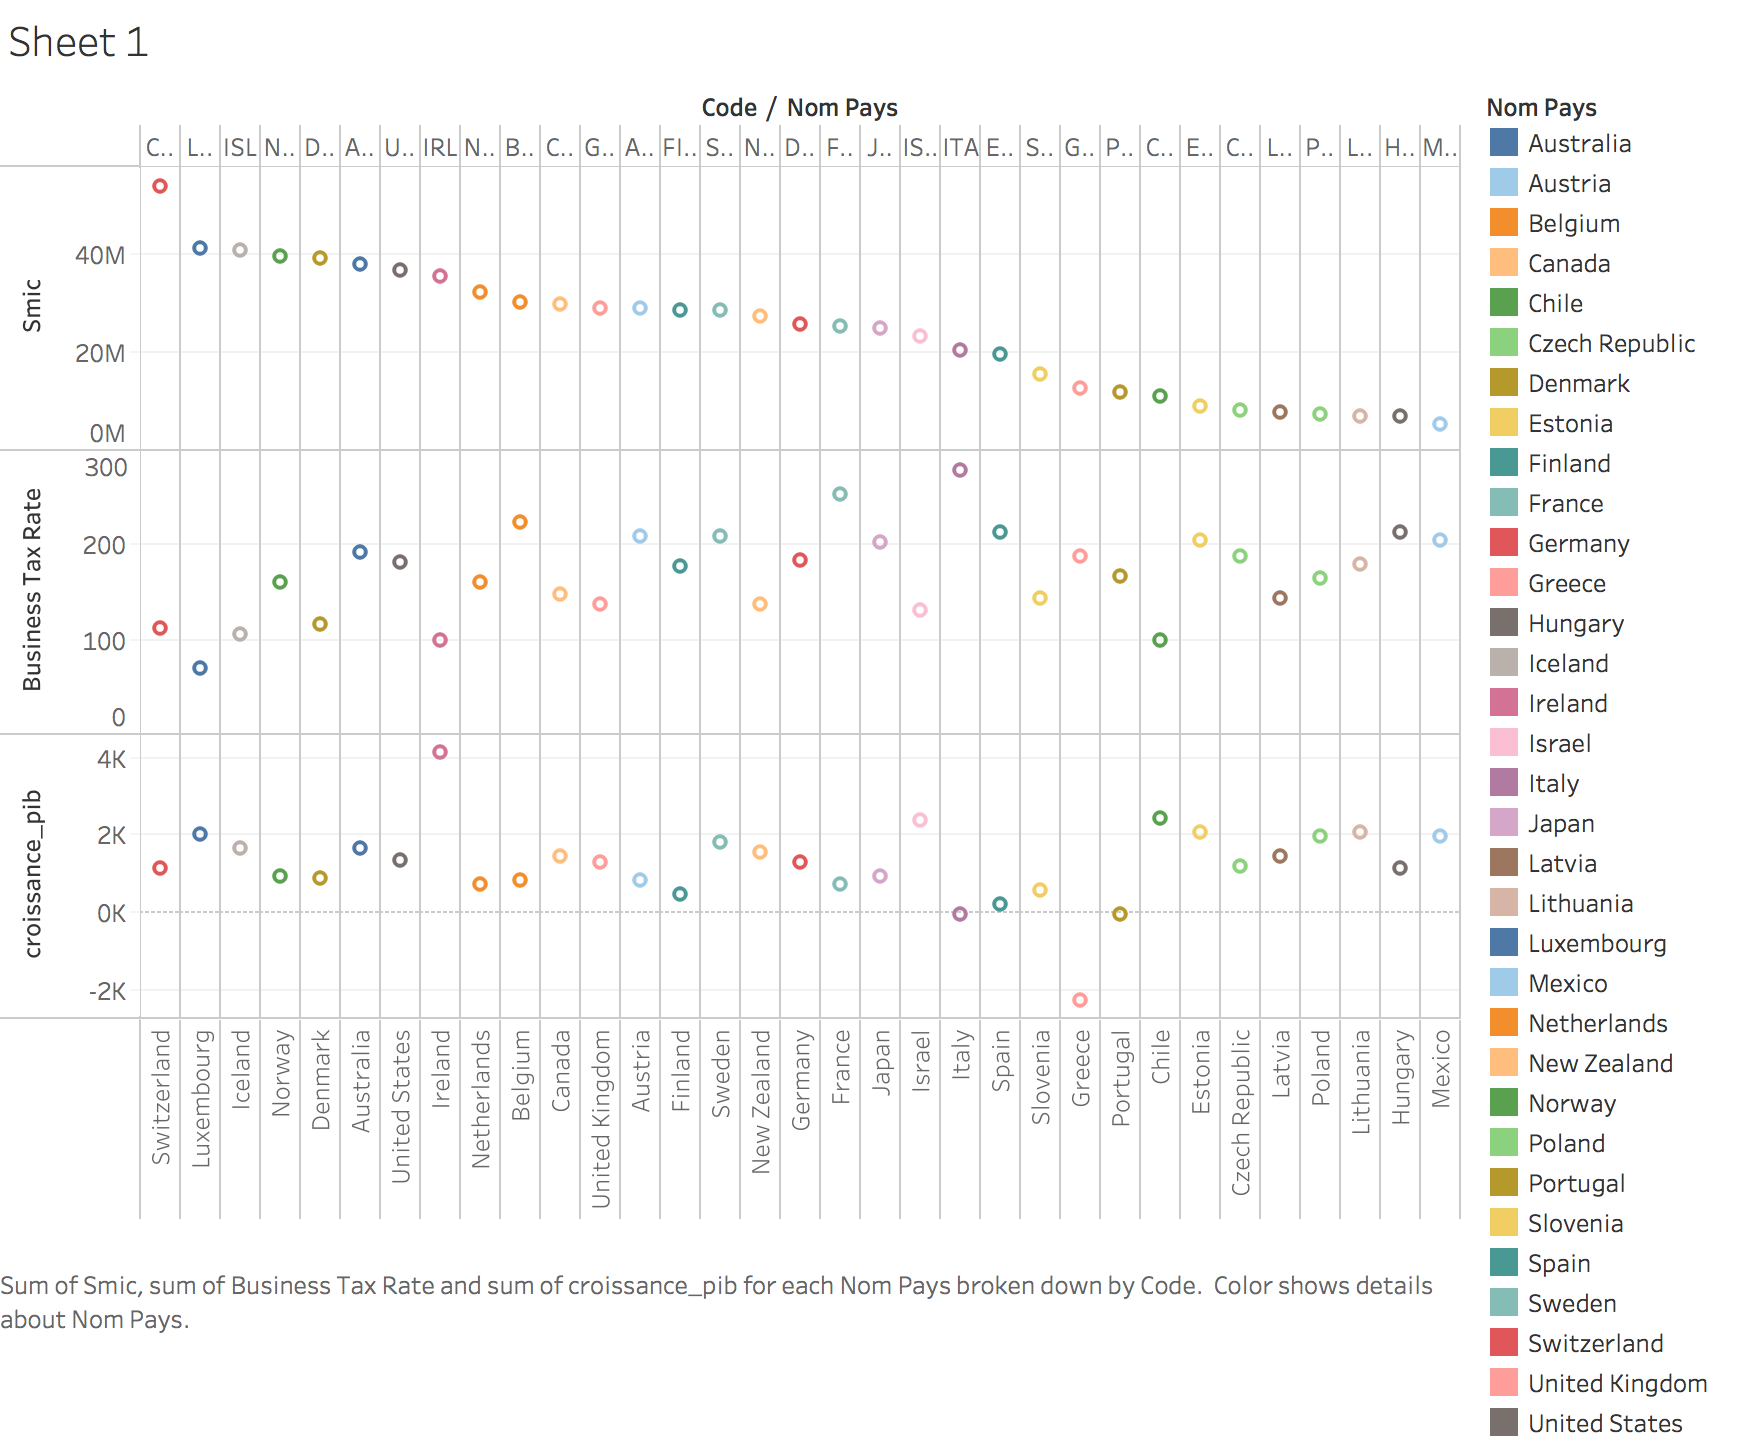 Sheet 1
Code / Nom Pays
C.. L.. ISL N.. D.. A.. U.. IRL N.. B.. C.. G.. A.. FI.. S.. N.. D.. F.. J.. IS.. ITA E.. S.. G.. P.. C.. E.. C.. L.. P.. L.. H.. M..
Smic
40M
20M
0M
Business Tax Rate
300
200
100
0
croissance_pib
4K
2K
0K
-2K
Switzerland
Luxembourg
Iceland
Norway
Denmark
Australia
United States
Ireland
Netherlands
Belgium
Canada
United Kingdom
Austria
Finland
Sweden
New Zealand
Germany
France
Japan
Israel
Italy
Spain
Slovenia
Greece
Portugal
Chile
Estonia
Czech Republic
Latvia
Poland
Lithuania
Hungary
Mexico
Nom Pays
Australia
Austria
Belgium
Canada
Chile
Czech Republic
Denmark
Estonia
Finland
France
Germany
Greece
Hungary
Iceland
Ireland
Israel
Italy
Japan
Latvia
Lithuania
Luxembourg
Mexico
Netherlands
New Zealand
Norway
Poland
Portugal
Slovenia
Spain
Sweden
Switzerland
United Kingdom
United States
Sum of Smic, sum of Business Tax Rate and sum of croissance_pib for each Nom Pays broken down by Code.  Color shows details
about Nom Pays.